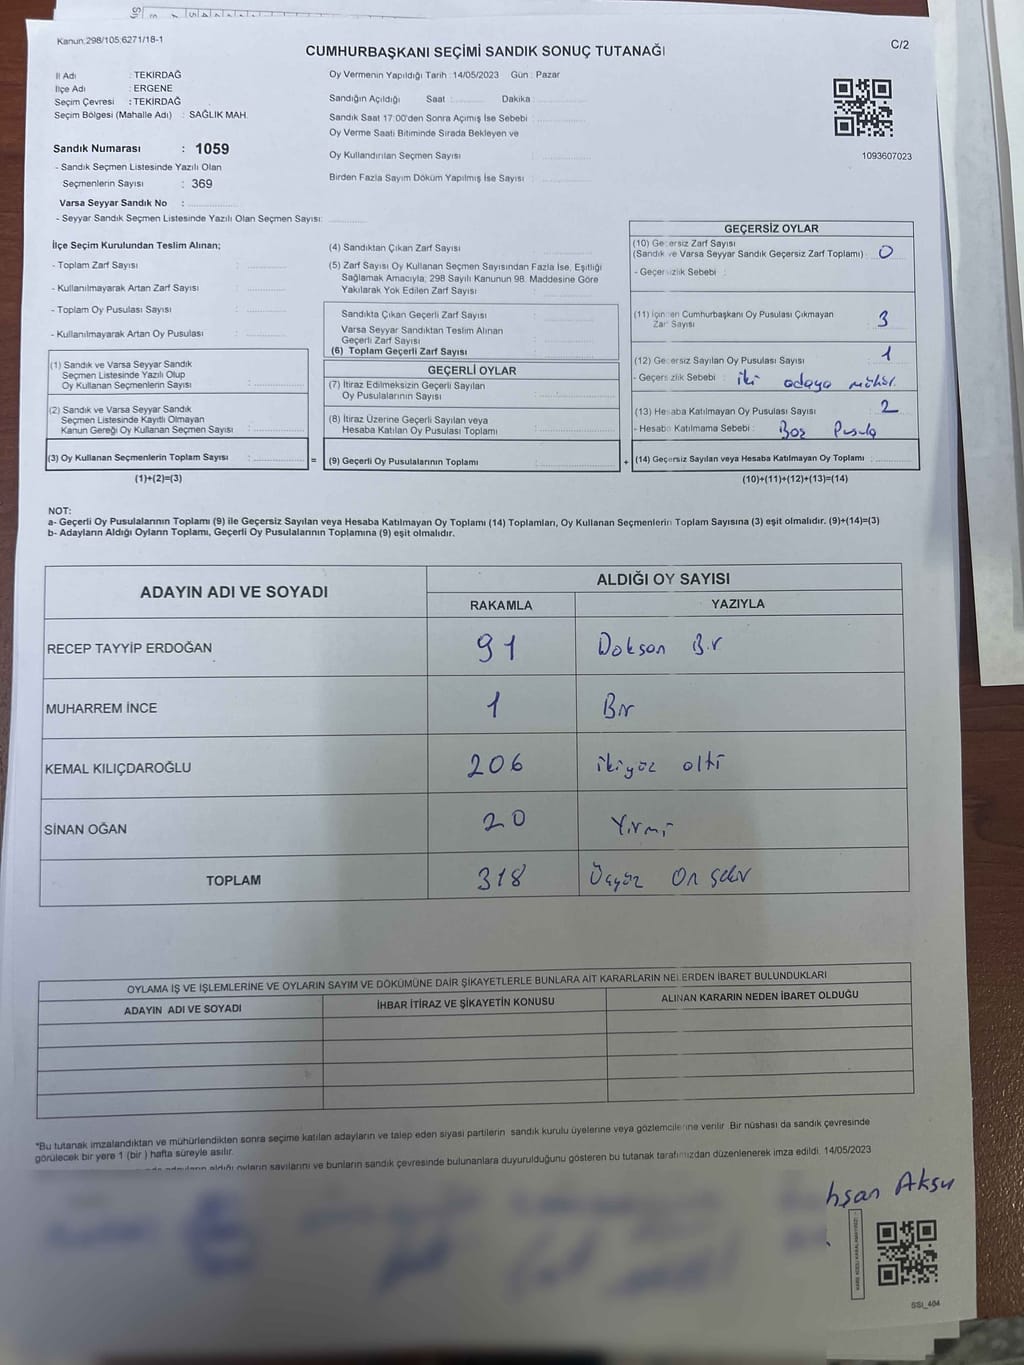 Kanun:298/105;6271/18-1
C/2
CUMHURBAŞKANI SEÇİMİ SANDIK SONUÇ TUTANAĞI
İl Adı : TEKİRDAĞ
İlçe Adı : ERGENE
Seçim Çevresi : TEKİRDAĞ
Seçim Bölgesi (Mahalle Adı) : SAĞLIK MAH.
Sandık Numarası : 1059
- Sandık Seçmen Listesinde Yazılı Olan
Seçmenlerin Sayısı : 369
Varsa Seyyar Sandık No :
- Seyyar Sandık Seçmen Listesinde Yazılı Olan Seçmen Sayısı:
Oy Vermenin Yapıldığı Tarih : 14/05/2023 Gün : Pazar
Sandığın Açıldığı Saat : Dakika :
Sandık Saat 17:00'den Sonra Açımış İse Sebebi :
Oy Verme Saati Bitiminde Sırada Bekleyen ve
Oy Kullandırılan Seçmen Sayısı :
Birden Fazla Sayım Döküm Yapılmış İse Sayısı :
1093607023
İlçe Seçim Kurulundan Teslim Alınan;
- Toplam Zarf Sayısı :
- Kullanılmayarak Artan Zarf Sayısı :
- Toplam Oy Pusulası Sayısı :
- Kullanılmayarak Artan Oy Pusulası :
(1) Sandık ve Varsa Seyyar Sandık
Seçmen Listesinde Yazılı Olup
Oy Kullanan Seçmenlerin Sayısı :
(2) Sandık ve Varsa Seyyar Sandık
Seçmen Listesinde Kayıtlı Olmayan
Kanun Gereği Oy Kullanan Seçmen Sayısı :
(3) Oy Kullanan Seçmenlerin Toplam Sayısı :
(1)+(2)=(3)
(4) Sandıktan Çıkan Zarf Sayısı :
(5) Zarf Sayısı Oy Kullanan Seçmen Sayısından Fazla İse, Eşitliği
Sağlamak Amacıyla; 298 Sayılı Kanunun 98. Maddesine Göre
Yakılarak Yok Edilen Zarf Sayısı :
Sandıkta Çıkan Geçerli Zarf Sayısı :
Varsa Seyyar Sandıktan Teslim Alınan
Geçerli Zarf Sayısı :
(6) Toplam Geçerli Zarf Sayısı :
GEÇERLİ OYLAR
(7) İtiraz Edilmeksizin Geçerli Sayılan
Oy Pusulalarının Sayısı :
(8) İtiraz Üzerine Geçerli Sayılan veya
Hesaba Katılan Oy Pusulası Toplamı :
= (9) Geçerli Oy Pusulalarının Toplamı :
GEÇERSİZ OYLAR
(10) Geçersiz Zarf Sayısı
(Sandık ve Varsa Seyyar Sandık Geçersiz Zarf Toplamı) : 0
- Geçersizlik Sebebi :
(11) İçinden Cumhurbaşkanı Oy Pusulası Çıkmayan
Zarf Sayısı : 3
(12) Geçersiz Sayılan Oy Pusulası Sayısı : 1
- Geçersizlik Sebebi : iki adaya mühür.
(13) Hesaba Katılmayan Oy Pusulası Sayısı : 2
- Hesaba Katılmama Sebebi : Boş Pusula
+ (14) Geçersiz Sayılan veya Hesaba Katılmayan Oy Toplamı :
(10)+(11)+(12)+(13)=(14)
NOT:
a- Geçerli Oy Pusulalarının Toplamı (9) ile Geçersiz Sayılan veya Hesaba Katılmayan Oy Toplamı (14) Toplamları, Oy Kullanan Seçmenlerin Toplam Sayısına (3) eşit olmalıdır. (9)+(14)=(3)
b- Adayların Aldığı Oyların Toplamı, Geçerli Oy Pusulalarının Toplamına (9) eşit olmalıdır.
ADAYIN ADI VE SOYADI
ALDIĞI OY SAYISI
RAKAMLA YAZIYLA
RECEP TAYYİP ERDOĞAN 91 Doksan Bir
MUHARREM İNCE 1 Bir
KEMAL KILIÇDAROĞLU 206 ikiyüz altı
SİNAN OĞAN 20 Yirmi
TOPLAM 318 Üçyüz On Sekiz
OYLAMA İŞ VE İŞLEMLERİNE VE OYLARIN SAYIM VE DÖKÜMÜNE DAİR ŞİKAYETLERLE BUNLARA AİT KARARLARIN NELERDEN İBARET BULUNDUKLARI
ADAYIN ADI VE SOYADI İHBAR İTİRAZ VE ŞİKAYETİN KONUSU ALINAN KARARIN NEDEN İBARET OLDUĞU
*Bu tutanak imzalandıktan ve mühürlendikten sonra seçime katılan adayların ve talep eden siyasi partilerin sandık kurulu üyelerine veya gözlemcilerine verilir. Bir nüshası da sandık çevresinde
görülecek bir yere 1 (bir ) hafta süreyle asılır.
aldığı oyların sayılarını ve bunların sandık çevresinde bulunanlara duyurulduğunu gösteren bu tutanak tarafımızdan düzenlenerek imza edildi. 14/05/2023
hsan Aksu
SSI_404